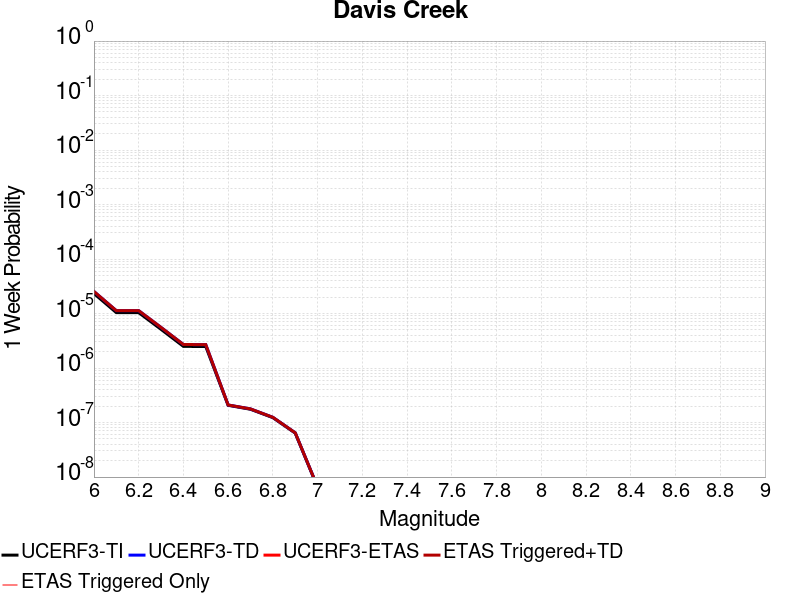 Davis Creek
1 Week Probability
10^0
10^-1
10^-2
10^-3
10^-4
10^-5
10^-6
10^-7
10^-8
6 6.2 6.4 6.6 6.8 7 7.2 7.4 7.6 7.8 8 8.2 8.4 8.6 8.8 9
Magnitude
UCERF3-TI UCERF3-TD UCERF3-ETAS ETAS Triggered+TD
ETAS Triggered Only